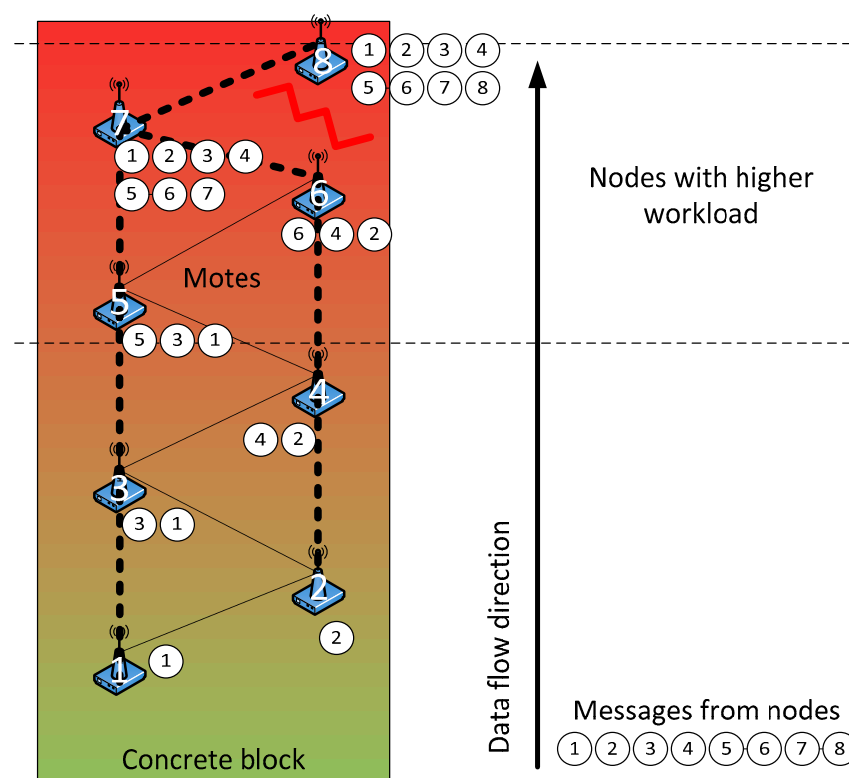 8
1 2 3 4
5 6 7 8
7
1 2 3 4
5 6 7
6
6 4 2
Nodes with higher
workload
Motes
5
5 3 1
4
4 2
3
3 1
2
2
1
1
Concrete block
Data flow direction
Messages from nodes
1 2 3 4 5 6 7 8